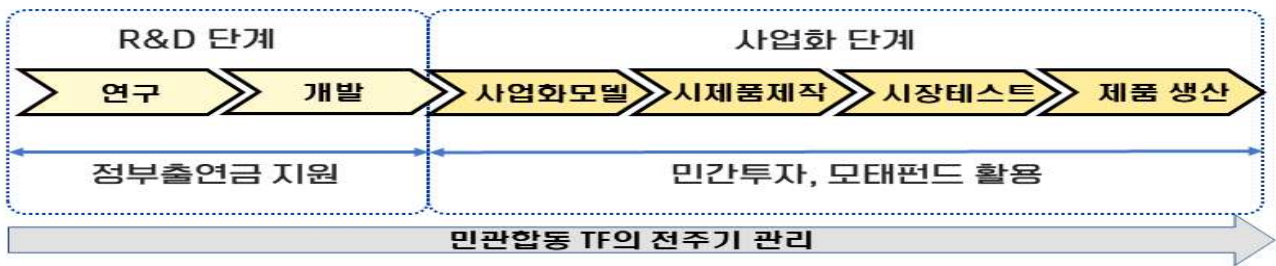 R&D 단계 사업화 단계
연구 개발 사업화모델 시제품제작 시장테스트 제품 생산
정부출연금 지원 민간투자, 모태펀드 활용
민관합동 TF의 전주기 관리